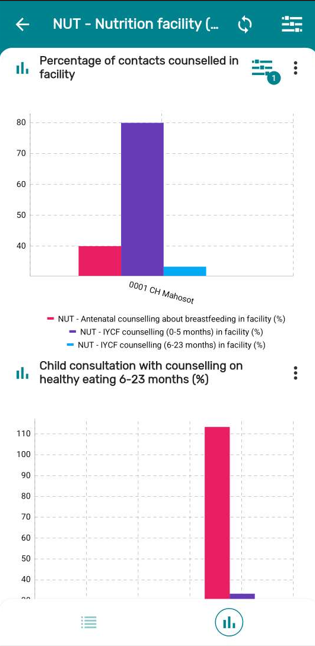 NUT - Nutrition facility (...
Percentage of contacts counselled in
facility
1
80
70
60
50
40
0001 CH Mahosot
NUT - Antenatal counselling about breastfeeding in facility (%)
NUT - IYCF counselling (0-5 months) in facility (%)
NUT - IYCF counselling (6-23 months) in facility (%)
Child consultation with counselling on
healthy eating 6-23 months (%)
110
100
90
80
70
60
50
40